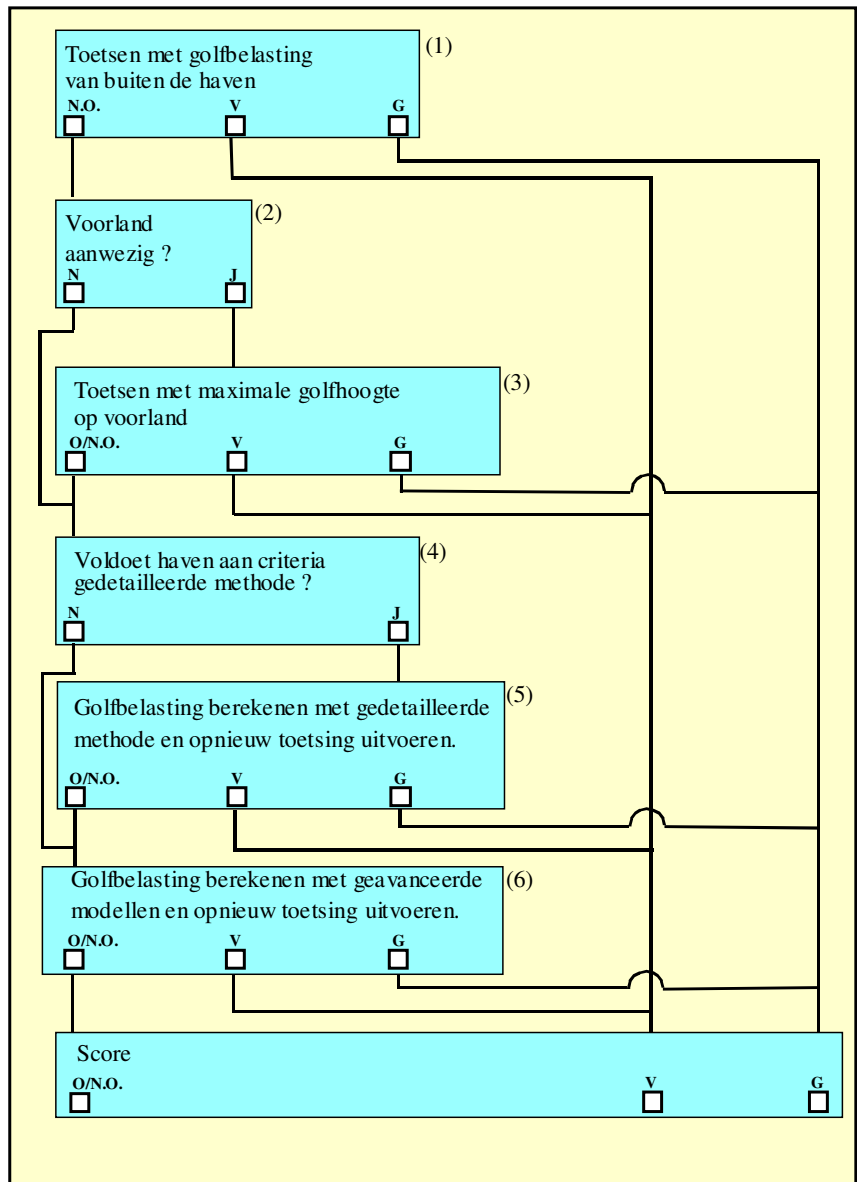 Toetsen met golfbelasting
van buiten de haven
(1)
N.O. V G
Voorland
aanwezig ?
(2)
N J
Toetsen met maximale golfhoogte
op voorland
(3)
O/N.O. V G
Voldoet haven aan criteria
gedetailleerde methode ?
(4)
N J
Golfbelasting berekenen met gedetailleerde
methode en opnieuw toetsing uitvoeren.
(5)
O/N.O. V G
Golfbelasting berekenen met geavanceerde
modellen en opnieuw toetsing uitvoeren.
(6)
O/N.O. V G
Score
O/N.O. V G